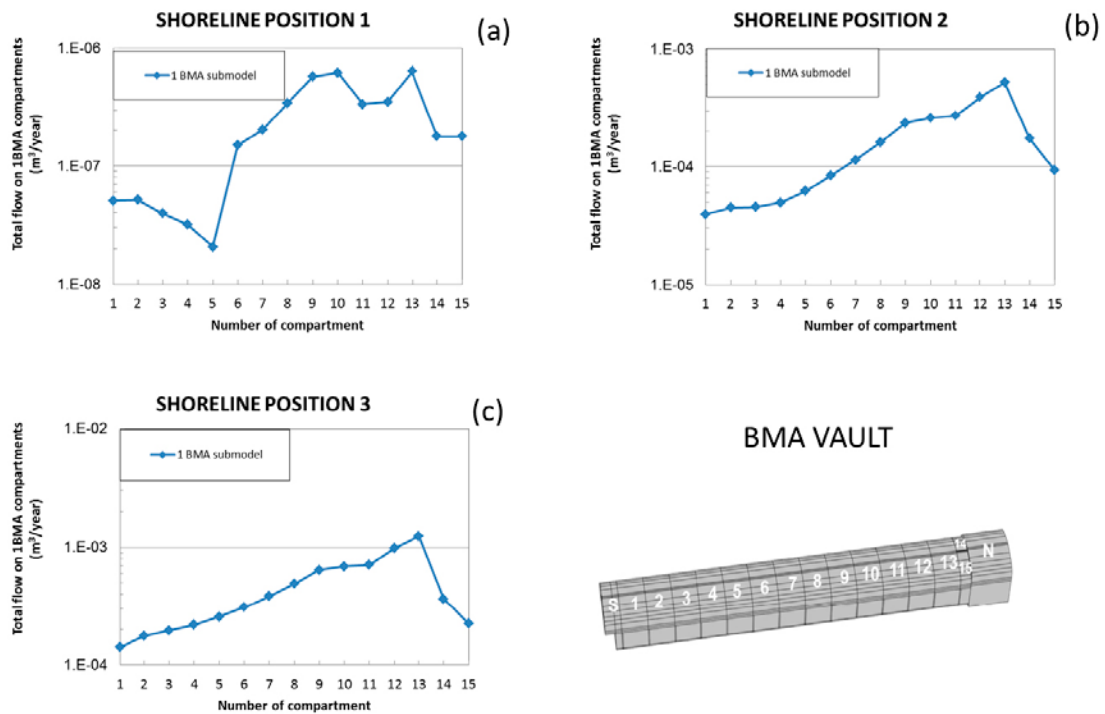 SHORELINE POSITION 1
(a)
Total flow on 1BMA compartments
(m³/year)
1.E-06
1.E-07
1.E-08
1 BMA submodel
1 2 3 4 5 6 7 8 9 10 11 12 13 14 15
Number of compartment
SHORELINE POSITION 2
(b)
Total flow on 1BMA compartments
(m³/year)
1.E-03
1.E-04
1.E-05
1 BMA submodel
1 2 3 4 5 6 7 8 9 10 11 12 13 14 15
Number of compartment
SHORELINE POSITION 3
(c)
Total flow on 1BMA compartments
(m³/year)
1.E-02
1.E-03
1.E-04
1 BMA submodel
1 2 3 4 5 6 7 8 9 10 11 12 13 14 15
Number of compartment
BMA VAULT
S 1 2 3 4 5 6 7 8 9 10 11 12 13 14 15 N